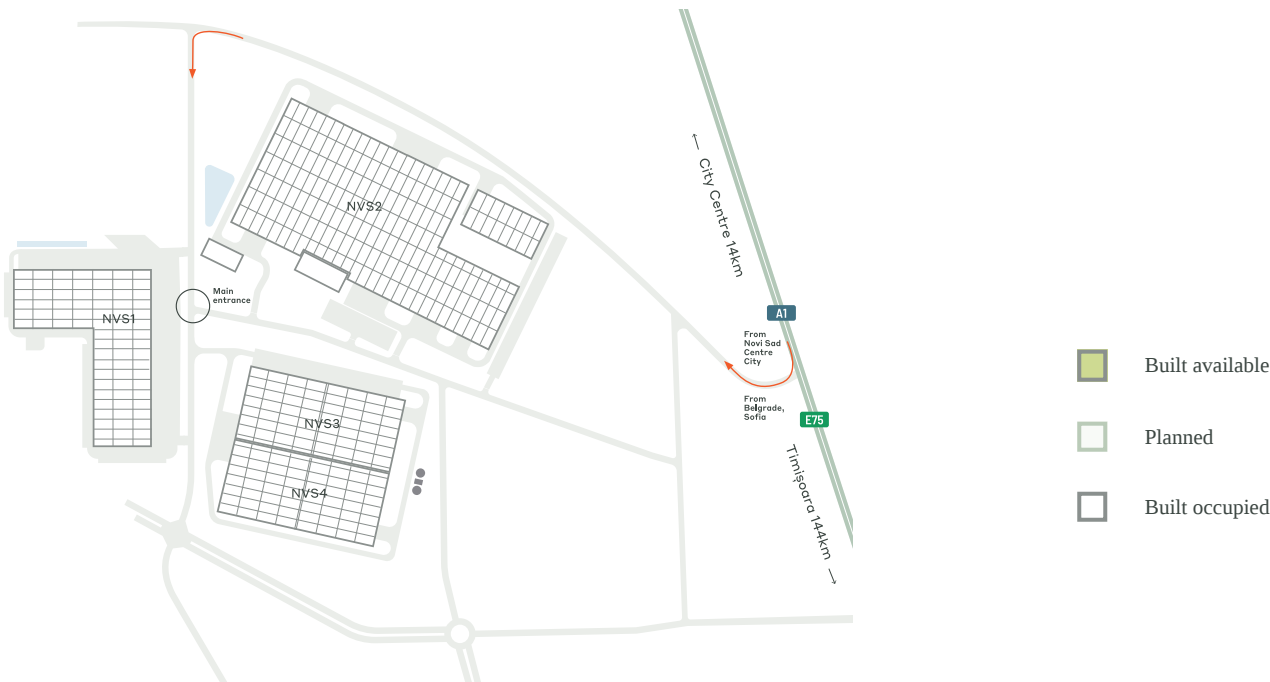 NVS2
← City Centre 14km
NVS1
Main
entrance
A1
From
Novi Sad
Centre
City
From
Belgrade,
Sofia
E75
NVS3
NVS4
Timișoara 144km →
Built available
Planned
Built occupied